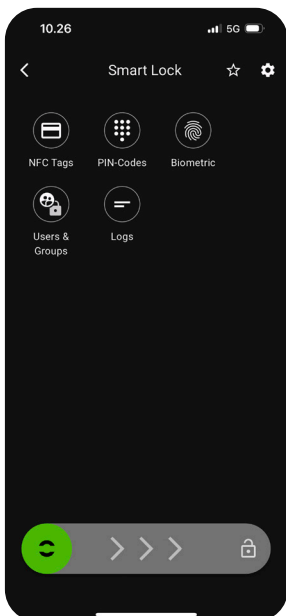 10.26
5G
Smart Lock
NFC Tags
PIN-Codes
Biometric
Users &
Groups
Logs